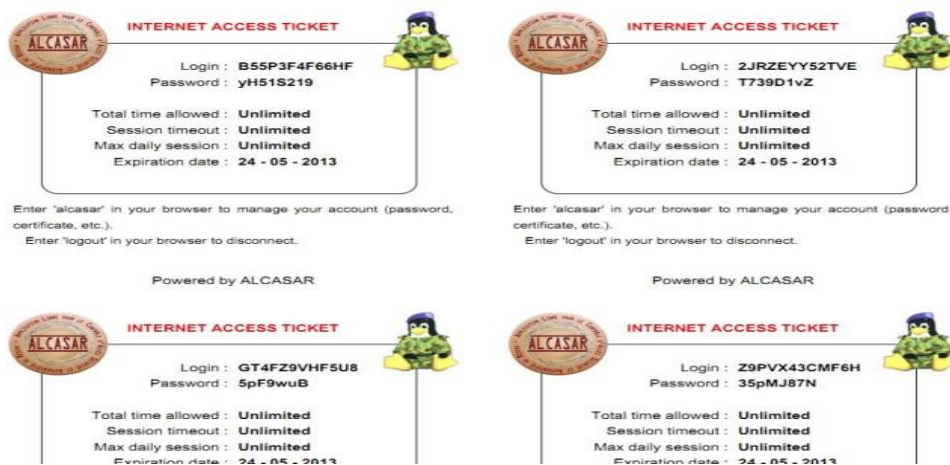 INTERNET ACCESS TICKET
ALCASAR
Login : B55P3F4F66HF
Password : yH51S219
Total time allowed : Unlimited
Session timeout : Unlimited
Max daily session : Unlimited
Expiration date : 24 - 05 - 2013
Enter 'alcasar' in your browser to manage your account (password,
certificate, etc.).
Enter 'logout' in your browser to disconnect.
Powered by ALCASAR
INTERNET ACCESS TICKET
ALCASAR
Login : 2JRZEYY52TVE
Password : T739D1vZ
Total time allowed : Unlimited
Session timeout : Unlimited
Max daily session : Unlimited
Expiration date : 24 - 05 - 2013
Enter 'alcasar' in your browser to manage your account (password
certificate, etc.).
Enter 'logout' in your browser to disconnect.
Powered by ALCASAR
INTERNET ACCESS TICKET
ALCASAR
Login : GT4FZ9VHF5U8
Password : 5pF9wuB
Total time allowed : Unlimited
Session timeout : Unlimited
Max daily session : Unlimited
Expiration date : 24 - 05 - 2013
INTERNET ACCESS TICKET
ALCASAR
Login : Z9PVX43CMF6H
Password : 35pMJ87N
Total time allowed : Unlimited
Session timeout : Unlimited
Max daily session : Unlimited
Expiration date : 24 - 05 - 2013